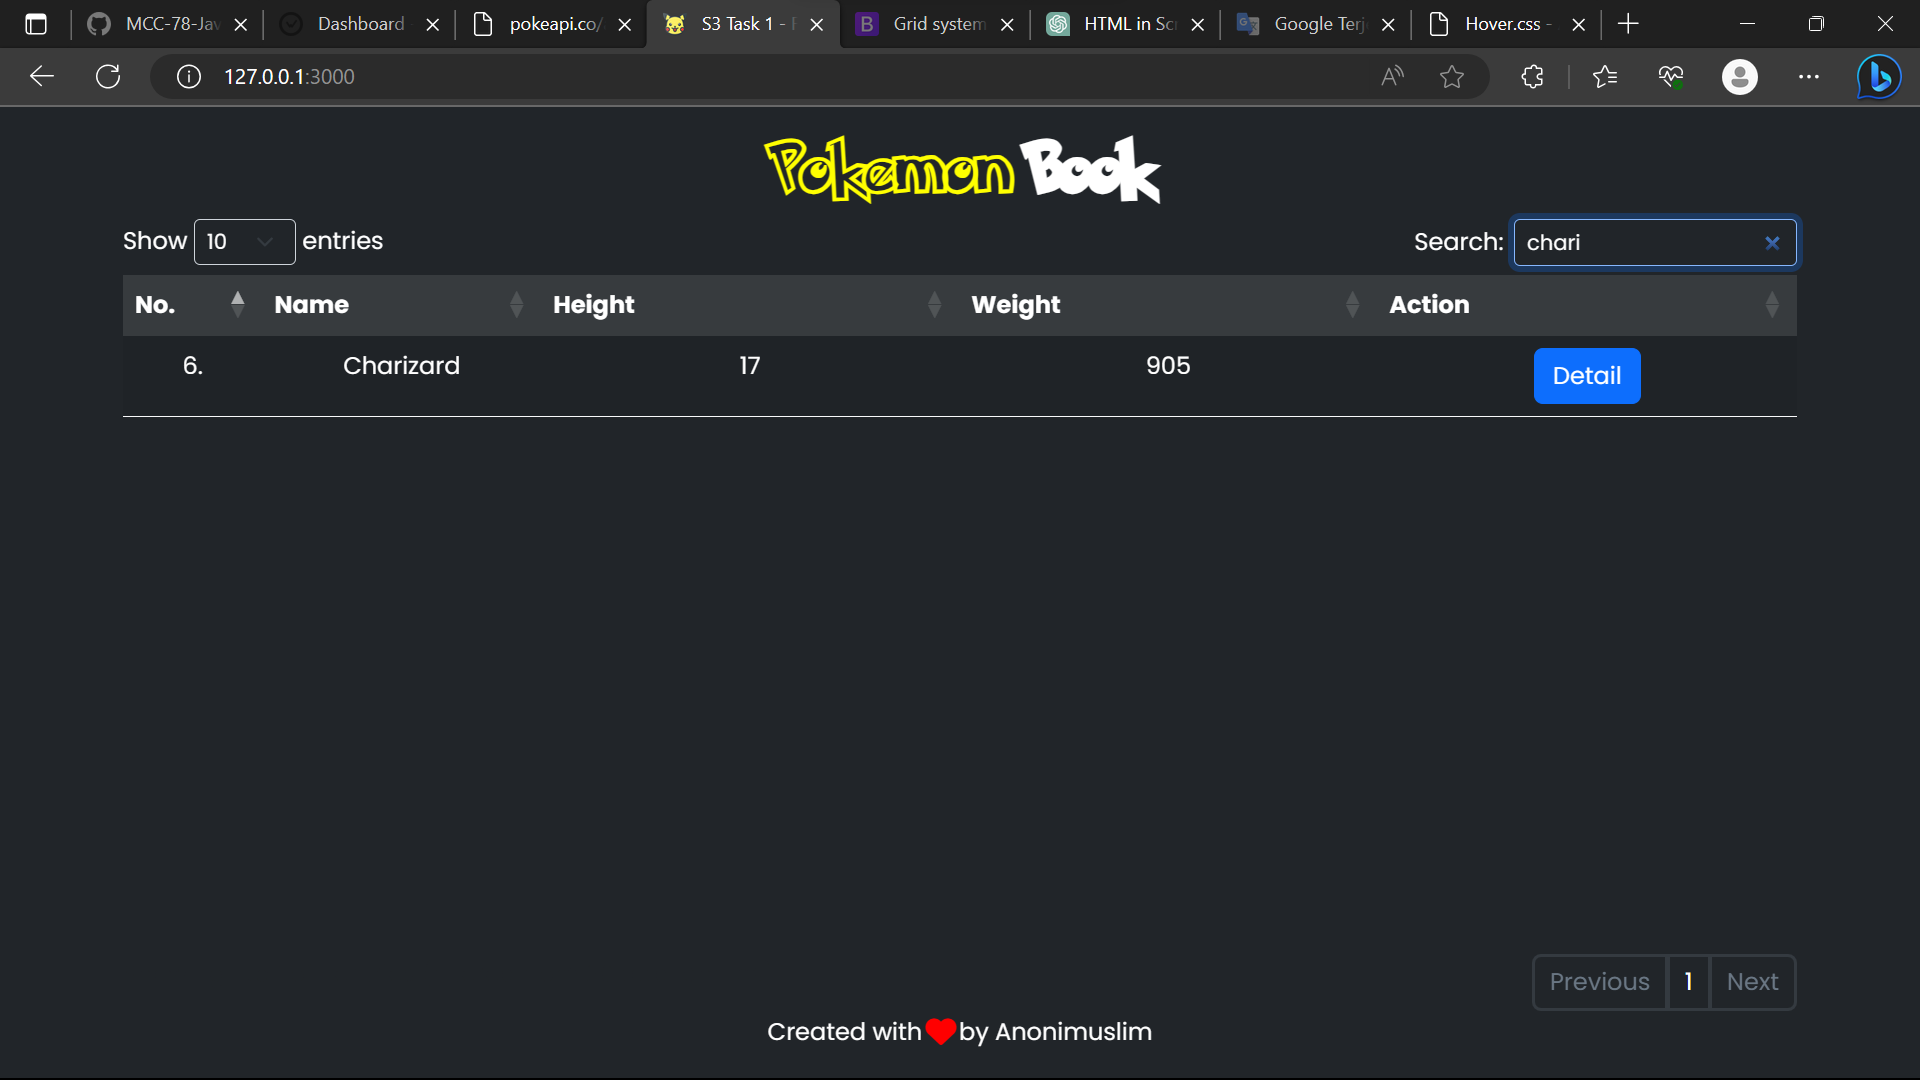 MCC-78-Jav
Dashboard
pokeapi.co/
S3 Task 1 -
Grid system
HTML in Sc
Google Terj
Hover.css -
127.0.0.1:3000
Pokemon Book
Show 10 entries
Search: chari
No. Name Height Weight Action
6. Charizard 17 905 Detail
Previous 1 Next
Created with by Anonimuslim